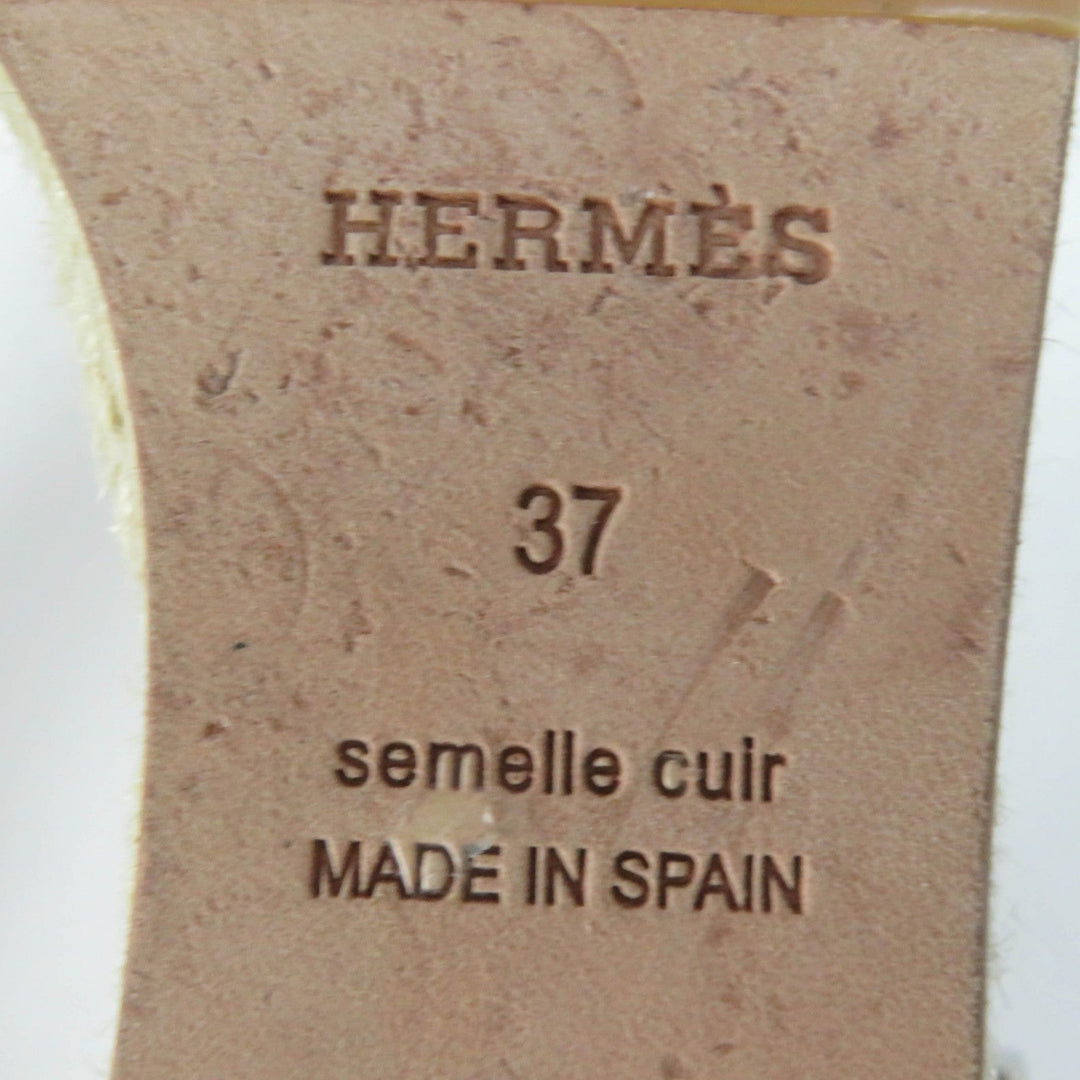 HERMÈS
37
semelle cuir
MADE IN SPAIN